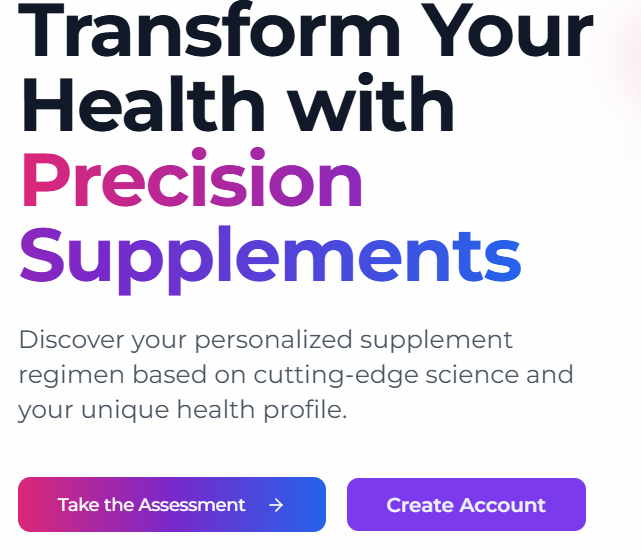 Transform Your
Health with
Precision
Supplements
Discover your personalized supplement
regimen based on cutting-edge science and
your unique health profile.
Take the Assessment →
Create Account